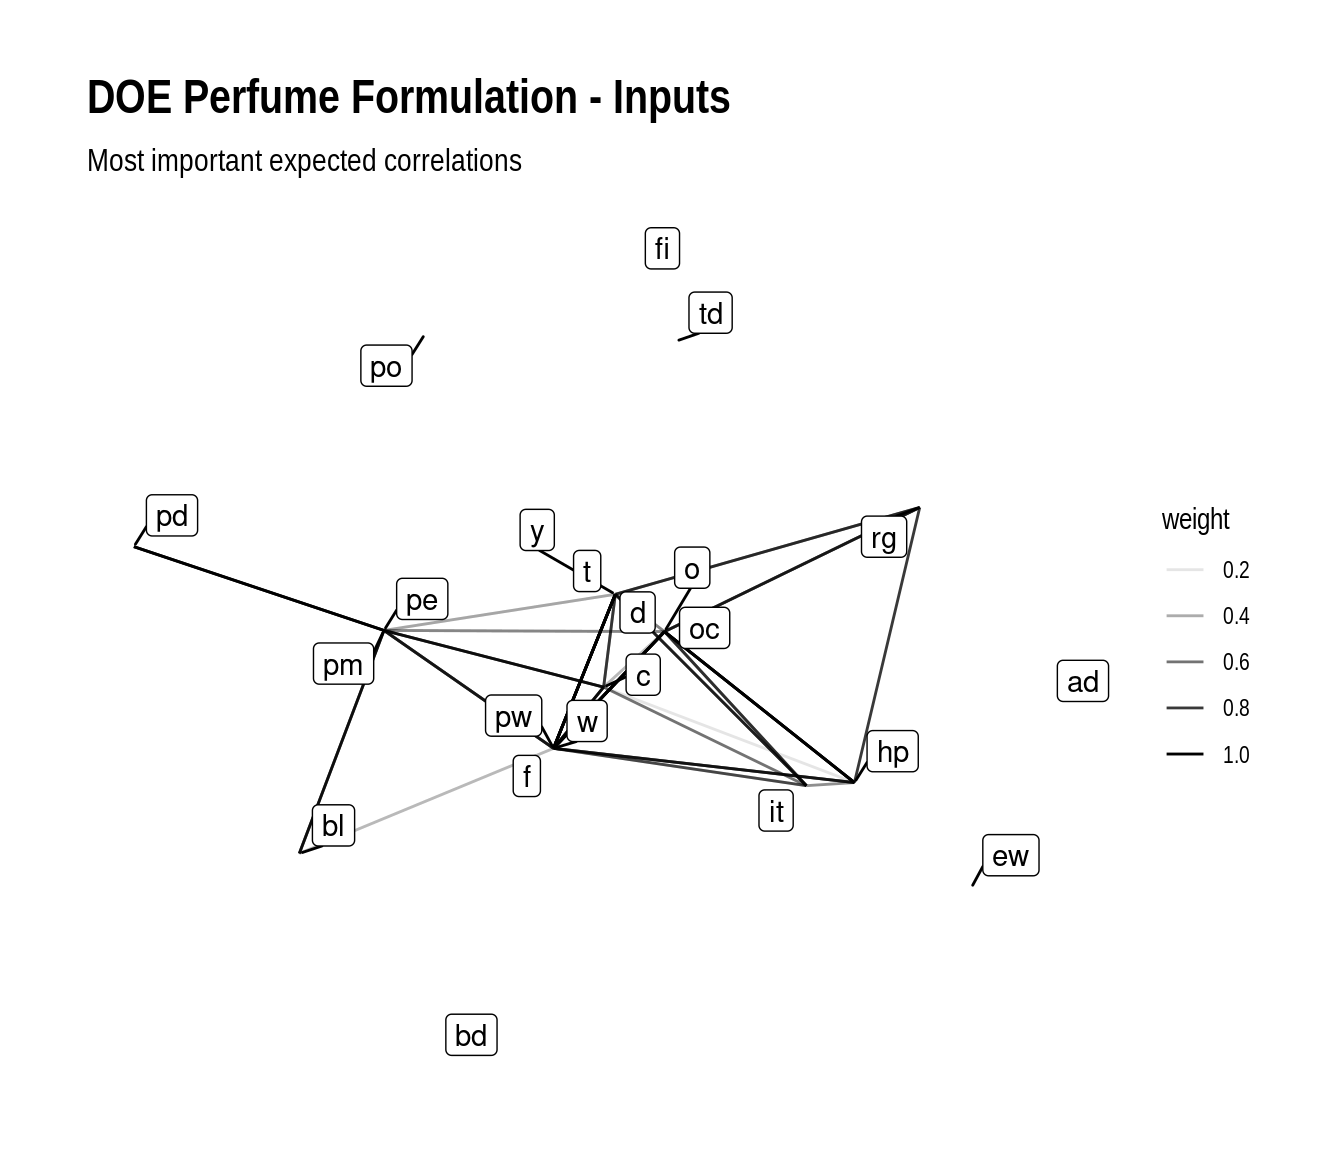 DOE Perfume Formulation - Inputs
Most important expected correlations
fi
td
po
pd
y
t
o
rg
pe
d
oc
pm
c
ad
pw
w
hp
f
it
bl
ew
bd
weight
0.2
0.4
0.6
0.8
1.0